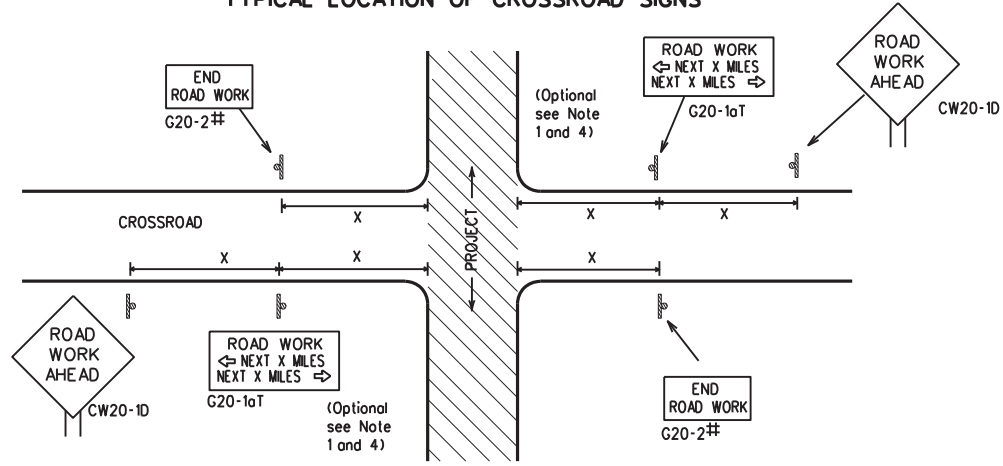 TYPICAL LOCATION OF CROSSROAD SIGNS
END
ROAD WORK
G20-2#
(Optional
see Note
1 and 4)
ROAD WORK
⇦ NEXT X MILES
NEXT X MILES ⇨
G20-1aT
ROAD
WORK
AHEAD
CW20-1D
CROSSROAD
X
X
X
PROJECT
X
X
X
ROAD
WORK
AHEAD
CW20-1D
ROAD WORK
⇦ NEXT X MILES
NEXT X MILES ⇨
G20-1aT
(Optional
see Note
1 and 4)
END
ROAD WORK
G20-2#